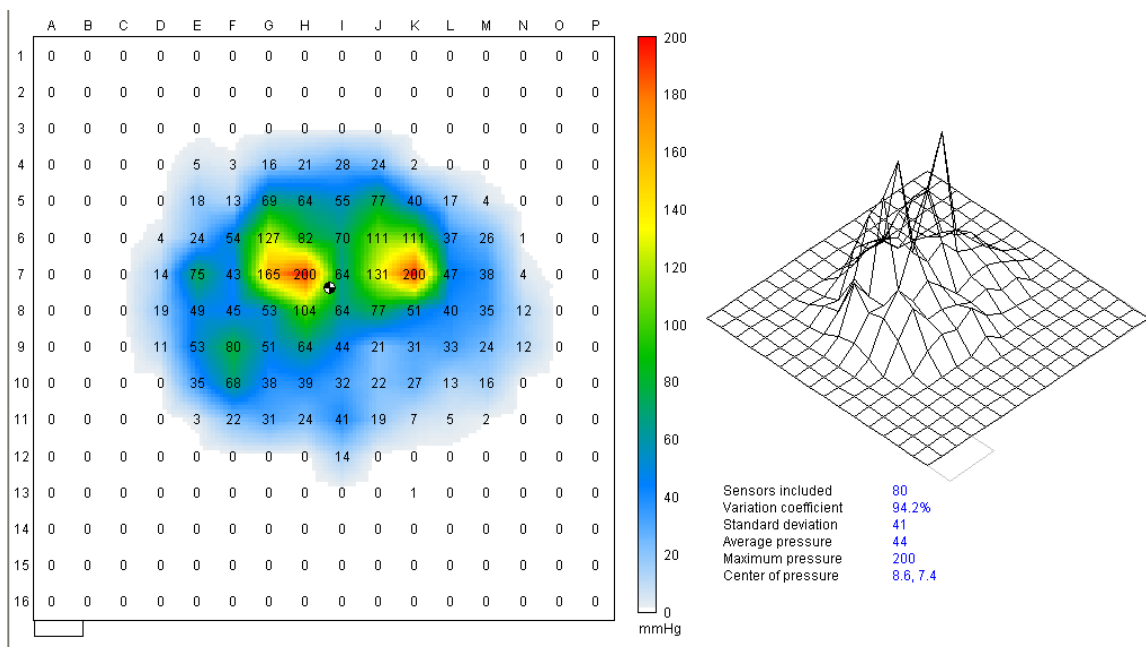 A B C D E F G H I J K L M N O P
1 0 0 0 0 0 0 0 0 0 0 0 0 0 0 0 0
2 0 0 0 0 0 0 0 0 0 0 0 0 0 0 0 0
3 0 0 0 0 0 0 0 0 0 0 0 0 0 0 0 0
4 0 0 0 0 5 3 16 21 28 24 2 0 0 0 0 0
5 0 0 0 0 18 13 69 64 55 77 40 17 4 0 0 0
6 0 0 0 4 24 54 127 82 70 111 111 37 26 1 0 0
7 0 0 0 14 75 43 165 200 64 131 200 47 38 4 0 0
8 0 0 0 19 49 45 53 104 64 77 51 40 35 12 0 0
9 0 0 0 11 53 80 51 64 44 21 31 33 24 12 0 0
10 0 0 0 0 35 68 38 39 32 22 27 13 16 0 0 0
11 0 0 0 0 3 22 31 24 41 19 7 5 2 0 0 0
12 0 0 0 0 0 0 0 0 14 0 0 0 0 0 0 0
13 0 0 0 0 0 0 0 0 0 0 1 0 0 0 0 0
14 0 0 0 0 0 0 0 0 0 0 0 0 0 0 0 0
15 0 0 0 0 0 0 0 0 0 0 0 0 0 0 0 0
16 0 0 0 0 0 0 0 0 0 0 0 0 0 0 0 0
200
180
160
140
120
100
80
60
40
20
0
mmHg
Sensors included 80
Variation coefficient 94.2%
Standard deviation 41
Average pressure 44
Maximum pressure 200
Center of pressure 8.6, 7.4